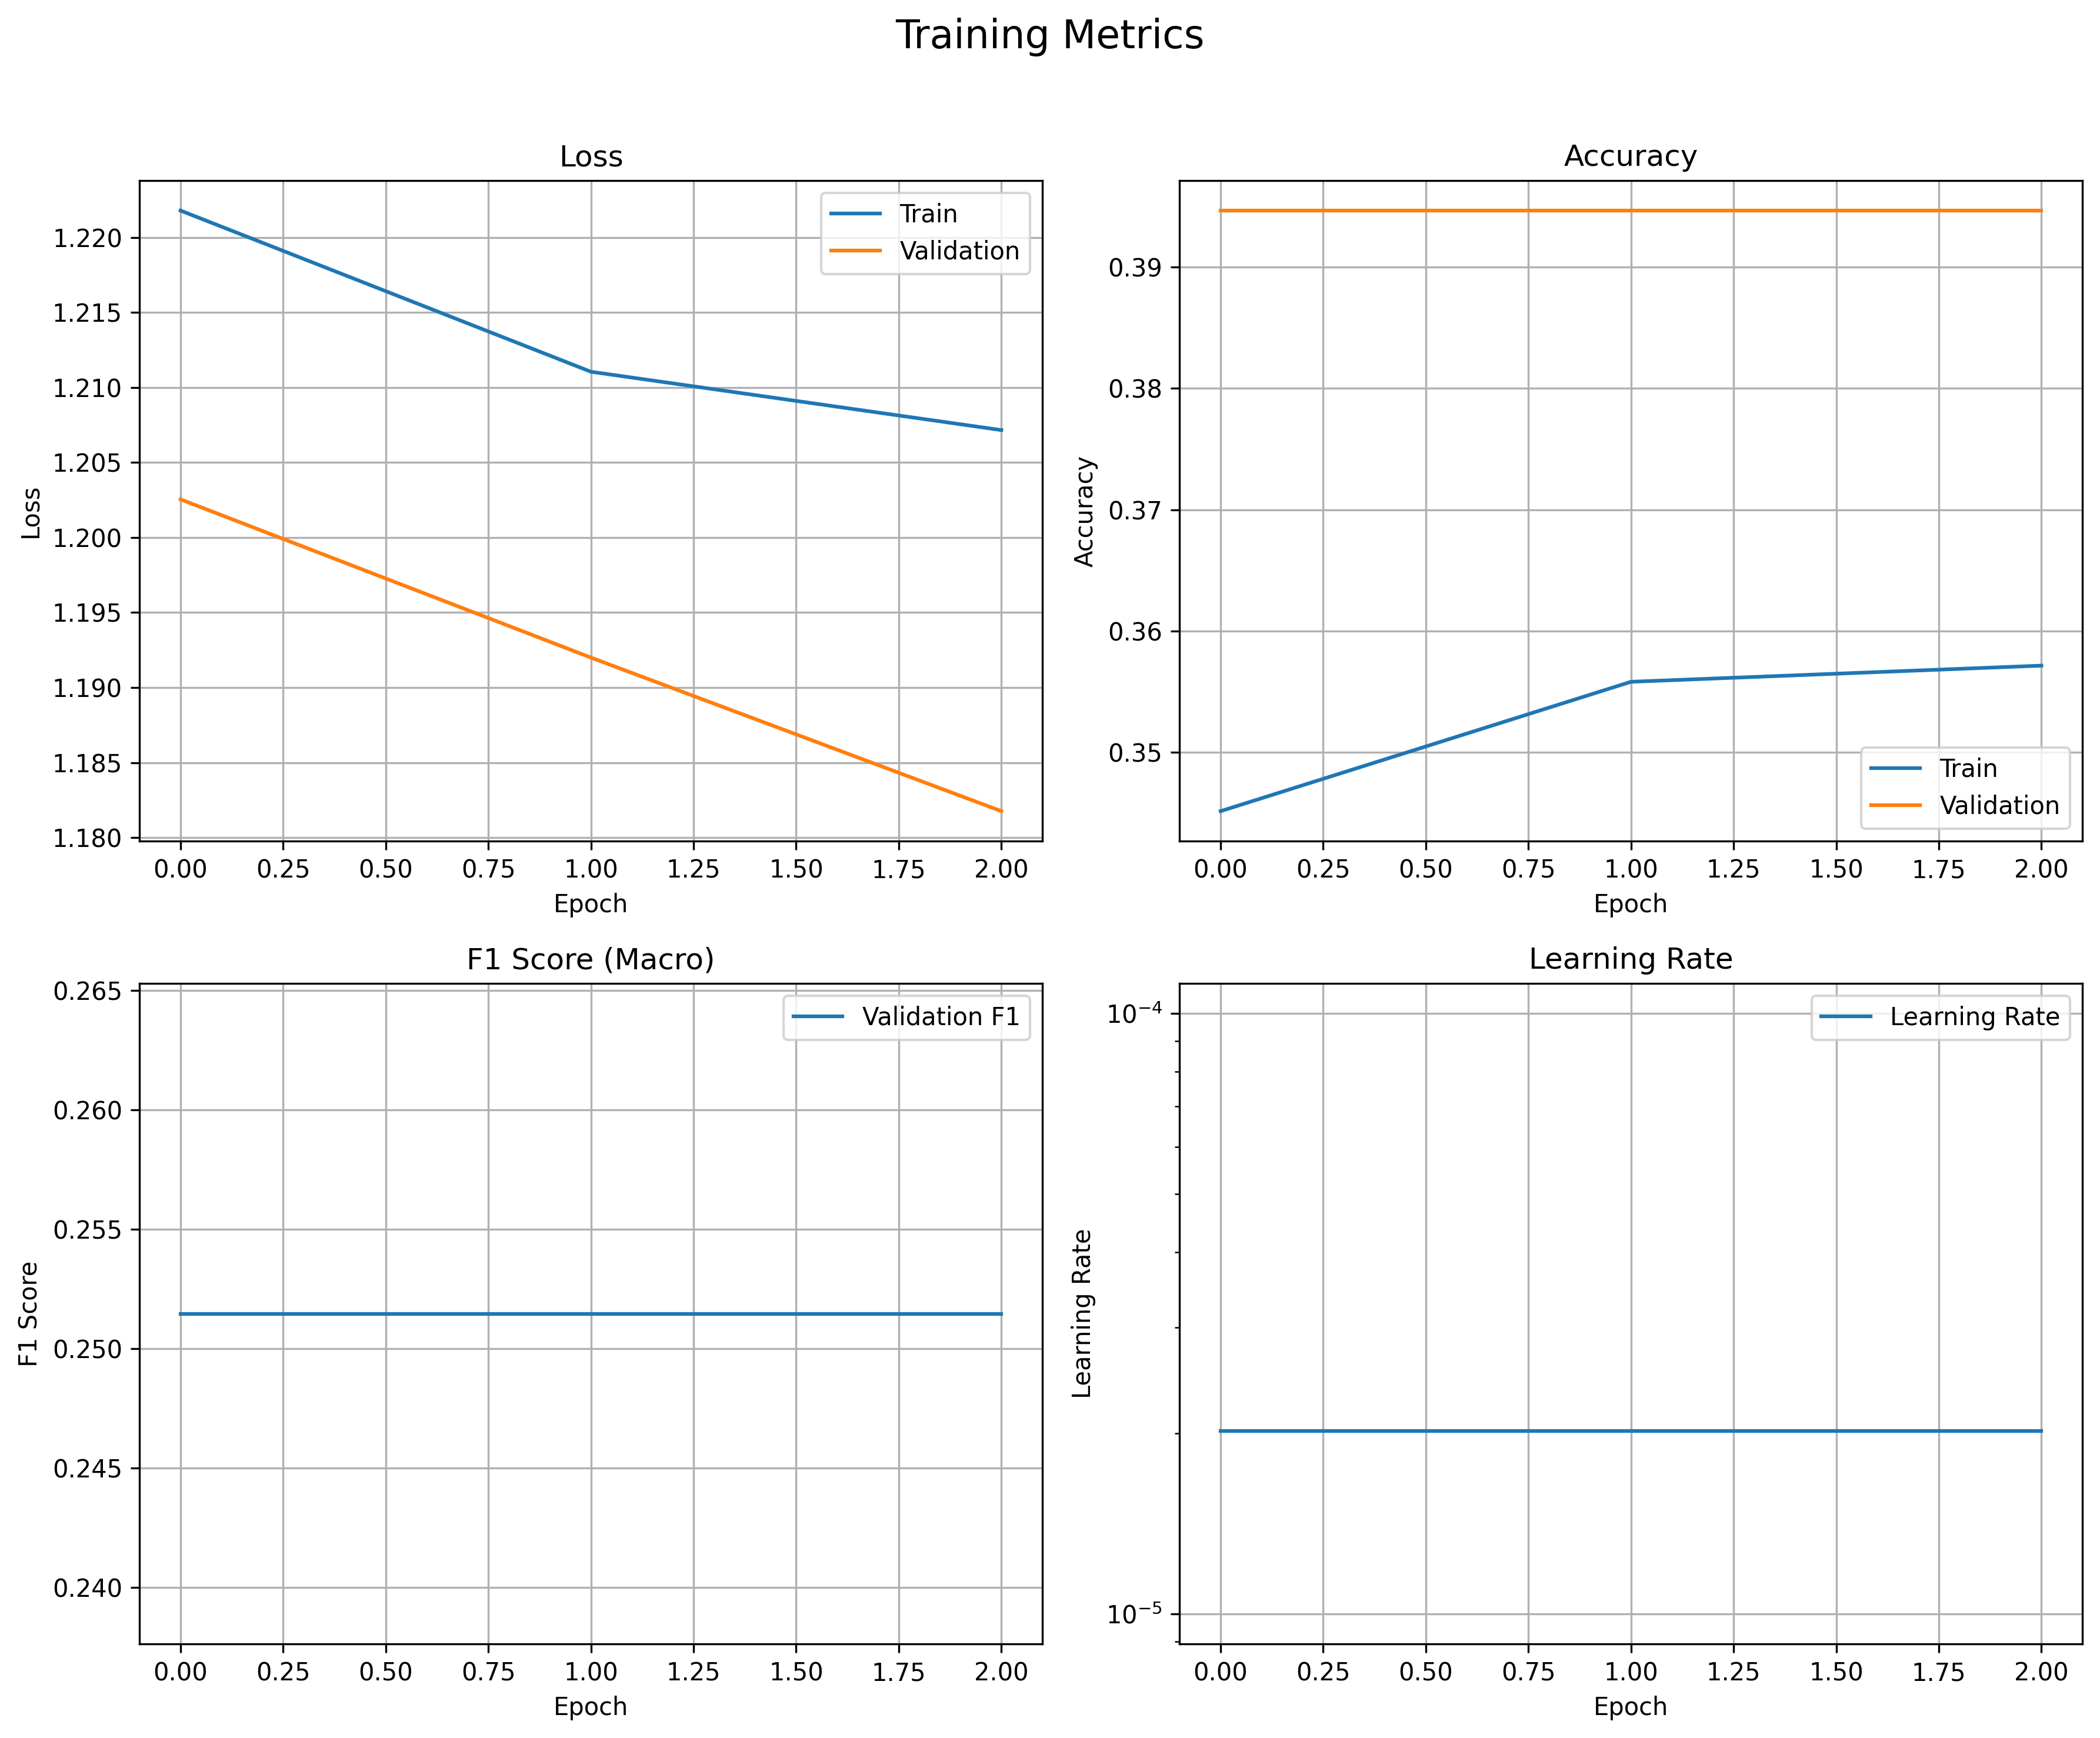 Training Metrics
Loss
1.220
1.215
1.210
1.205
1.200
1.195
1.190
1.185
1.180
Loss
Train
Validation
0.00 0.25 0.50 0.75 1.00 1.25 1.50 1.75 2.00
Epoch
Accuracy
0.39
0.38
0.37
0.36
0.35
Accuracy
Train
Validation
0.00 0.25 0.50 0.75 1.00 1.25 1.50 1.75 2.00
Epoch
F1 Score (Macro)
0.265
0.260
0.255
0.250
0.245
0.240
F1 Score
Validation F1
0.00 0.25 0.50 0.75 1.00 1.25 1.50 1.75 2.00
Epoch
Learning Rate
10⁻⁴
10⁻⁵
Learning Rate
Learning Rate
0.00 0.25 0.50 0.75 1.00 1.25 1.50 1.75 2.00
Epoch